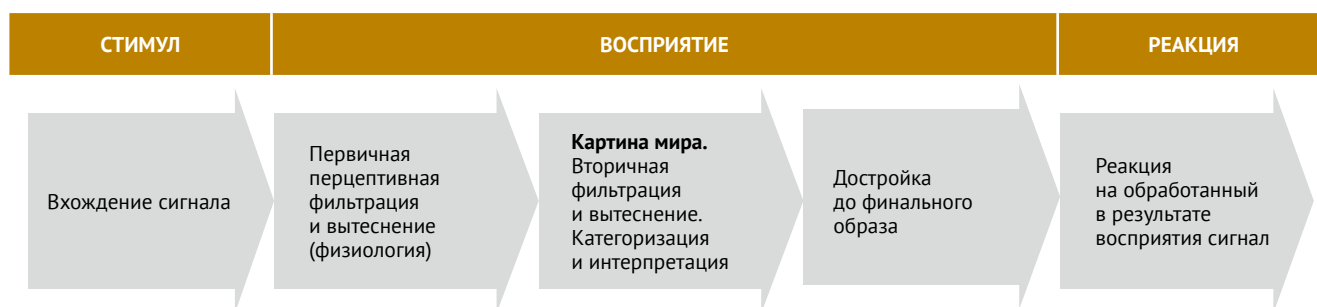 СТИМУЛ
ВОСПРИЯТИЕ
РЕАКЦИЯ
Вхождение сигнала
Первичная
перцептивная
фильтрация
и вытеснение
(физиология)
Картина мира.
Вторичная
фильтрация
и вытеснение.
Категоризация
и интерпретация
Достройка
до финального
образа
Реакция
на обработанный
в результате
восприятия сигнал